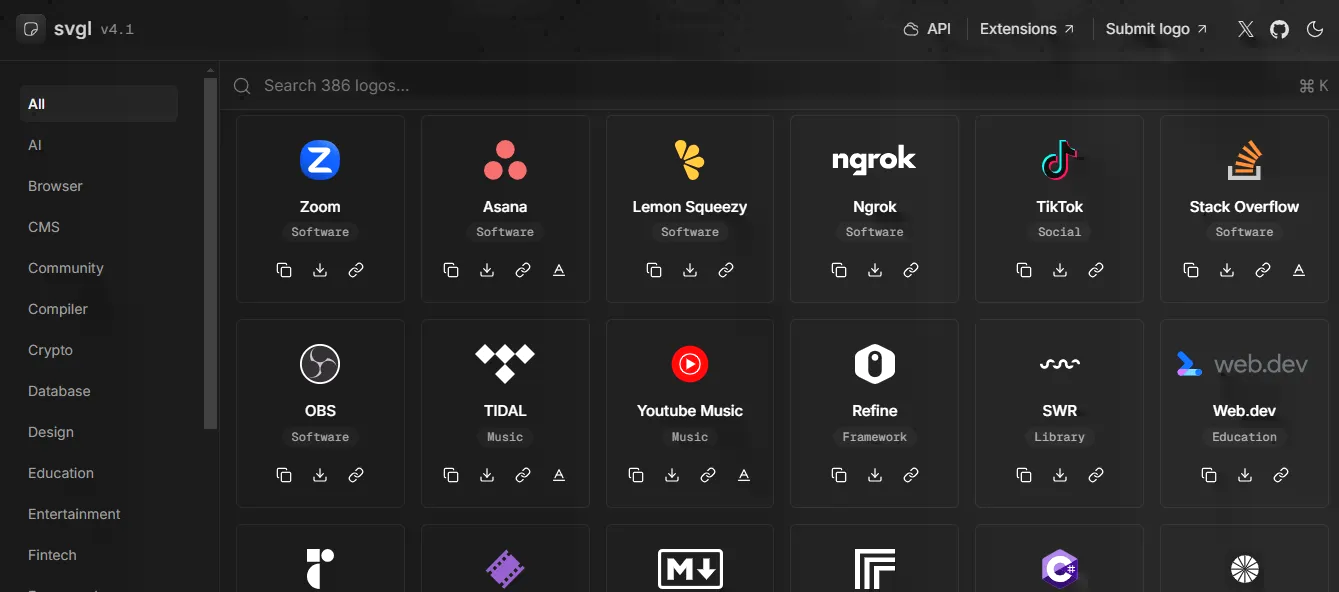 svgl v4.1
API
Extensions
Submit logo
Search 386 logos...
⌘ K
All
AI
Browser
CMS
Community
Compiler
Crypto
Database
Design
Education
Entertainment
Fintech
Z
ngrok
Zoom
Asana
Lemon Squeezy
Ngrok
TikTok
Stack Overflow
Software
Software
Software
Software
Social
Software
web.dev
OBS
TIDAL
Youtube Music
Refine
SWR
Web.dev
Software
Music
Music
Framework
Library
Education
M
C#